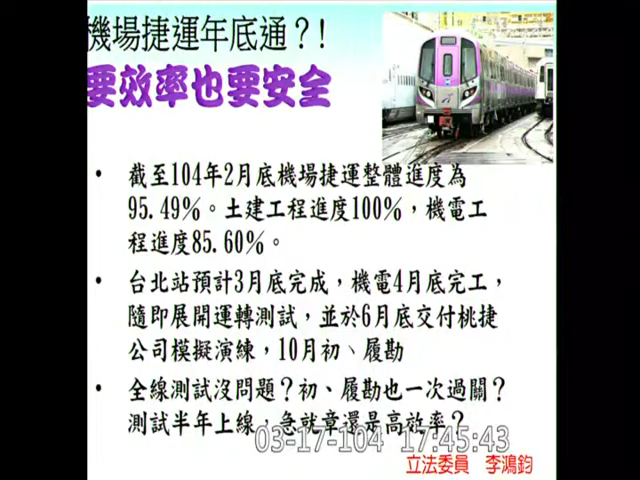 機場捷運年底通?!
要效率也要安全
• 截至104年2月底機場捷運整體進度為
95.49%。土建工程進度100%,機電工
程進度85.60%。
• 台北站預計3月底完成,機電4月底完工,
隨即展開運轉測試,並於6月底交付桃捷
公司模擬演練,10月初、履勘
• 全線測試沒問題?初、履勘也一次過關?
測試半年上線,急就章還是高效率?
03-17-104 17:45:43
立法委員 李鴻鈞